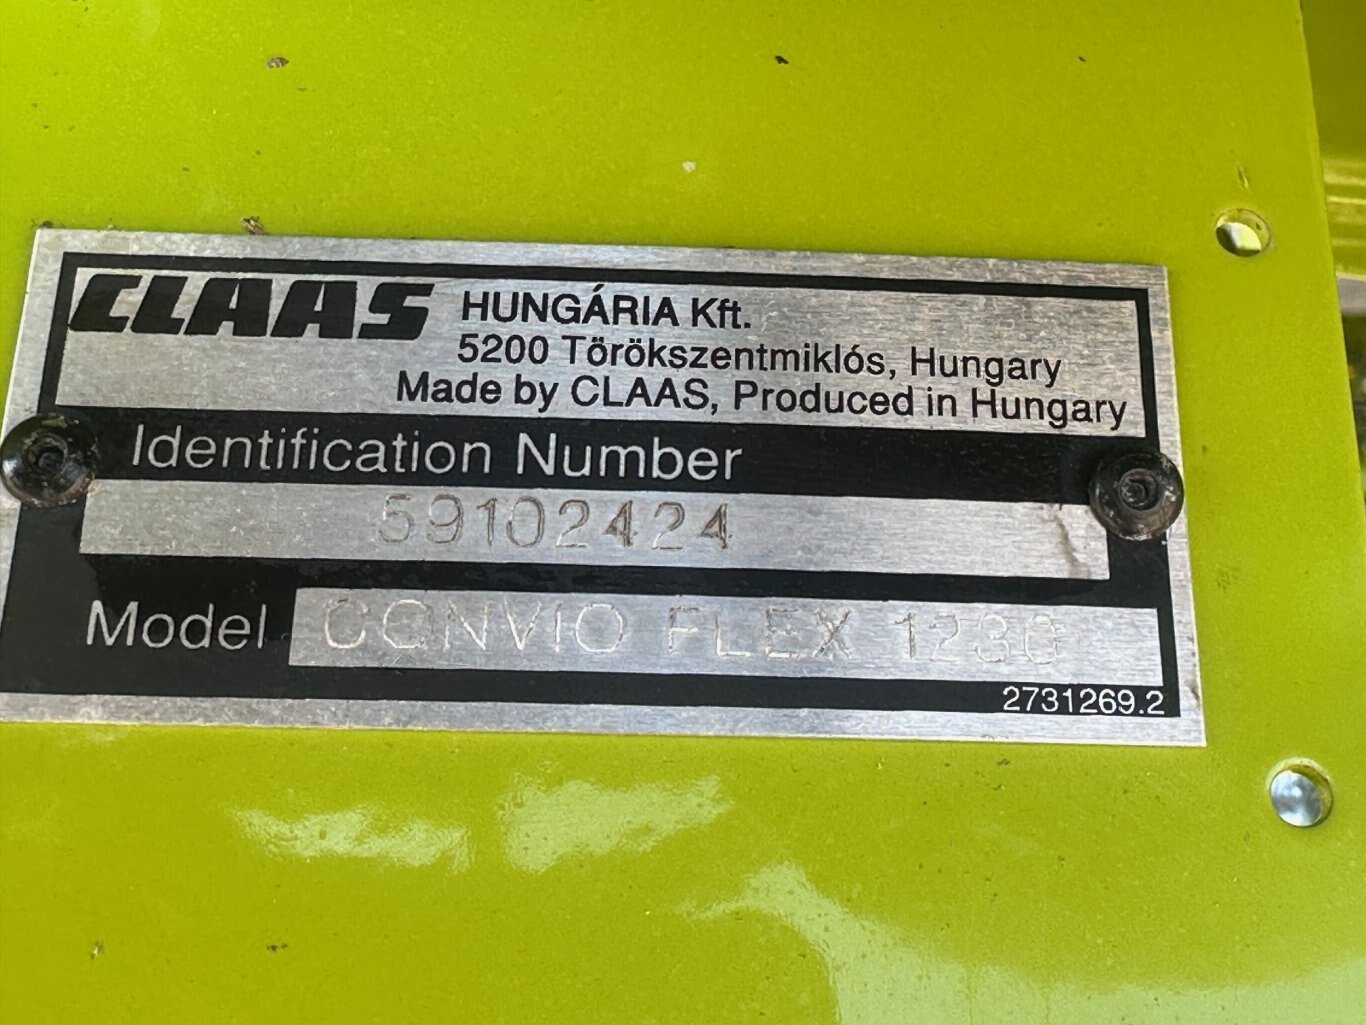 CLAAS HUNGÁRIA Kft.
5200 Törökszentmiklós, Hungary
Made by CLAAS, Produced in Hungary
Identification Number
59102424
Model CONVIO FLEX 1230
2731269.2